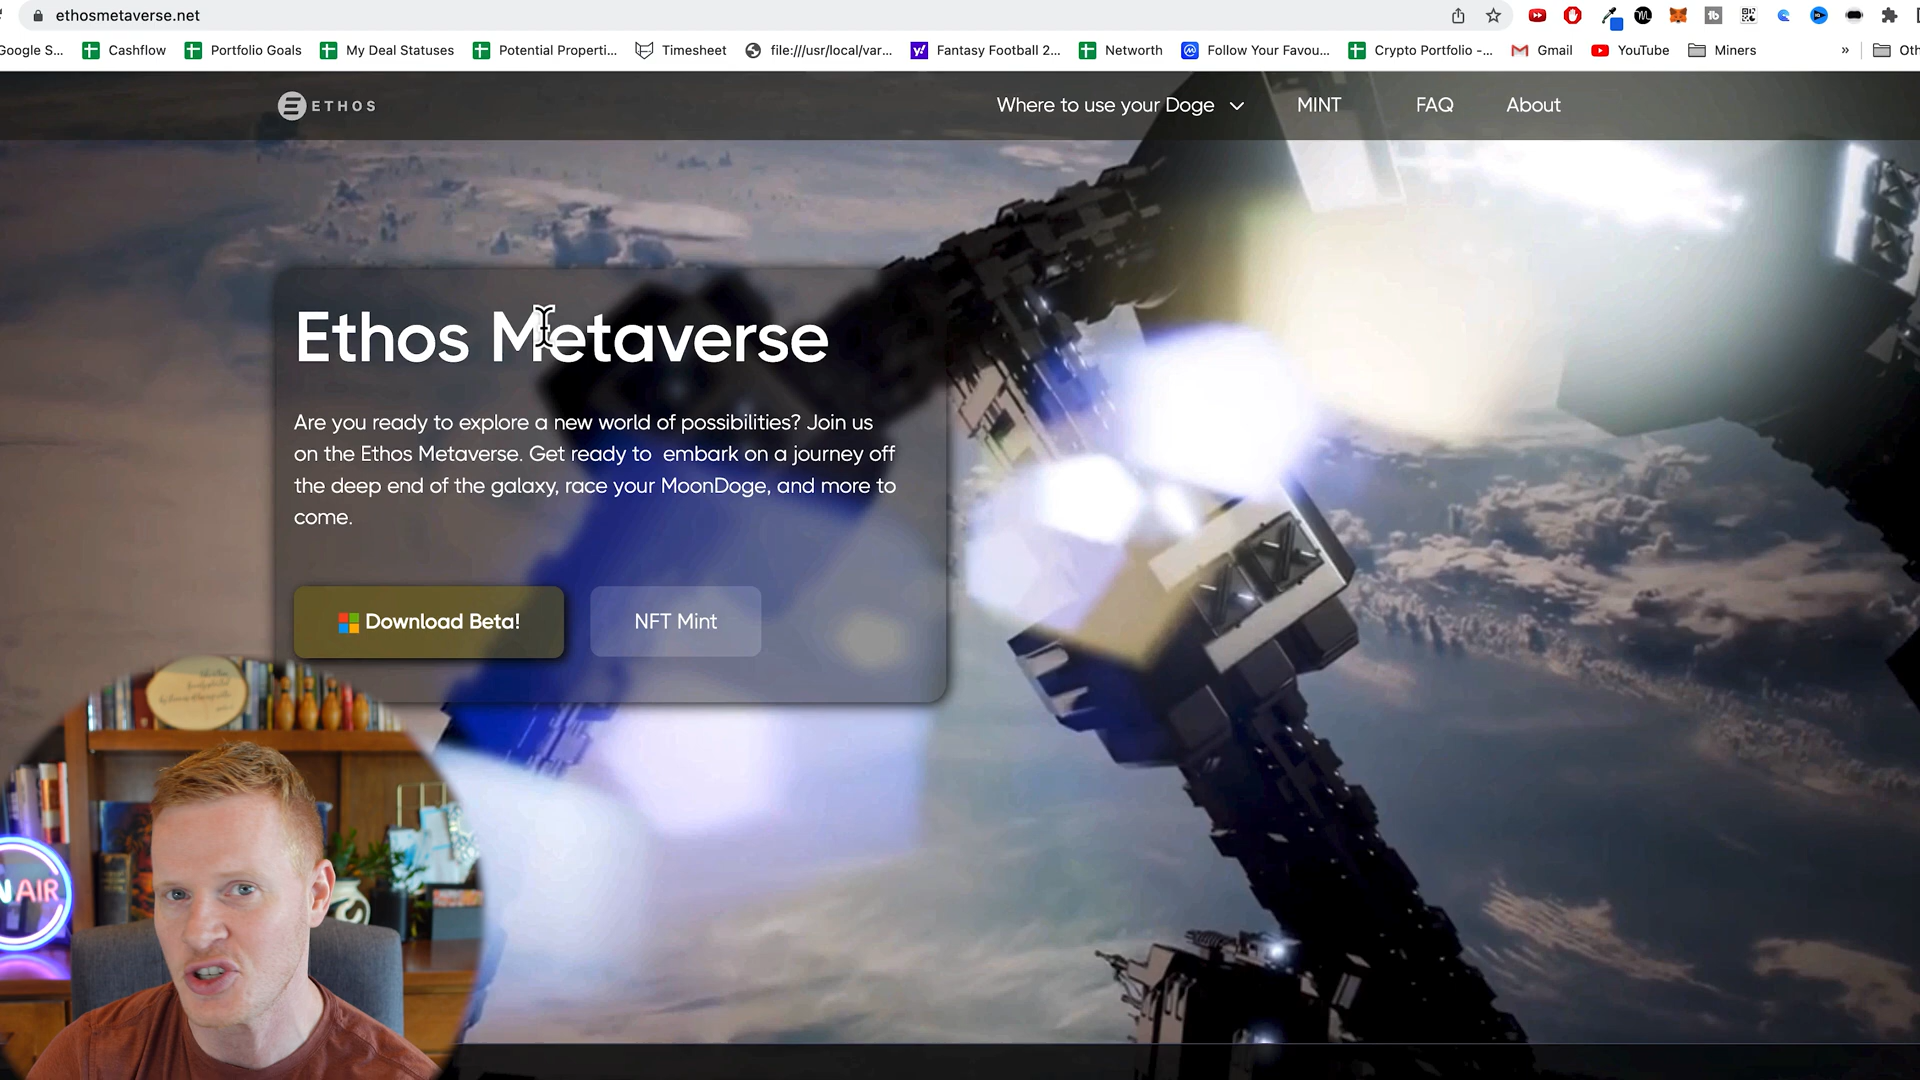 ethosmetaverse.net
Google S...
Cashflow
Portfolio Goals
My Deal Statuses
Potential Properti...
Timesheet
file:///usr/local/var...
Fantasy Football 2...
Networth
Follow Your Favou...
Crypto Portfolio -...
Gmail
YouTube
Miners
»
Oth
ETHOS
Where to use your Doge
MINT
FAQ
About
Ethos Metaverse
Are you ready to explore a new world of possibilities? Join us
on the Ethos Metaverse. Get ready to embark on a journey off
the deep end of the galaxy, race your MoonDoge, and more to
come.
Download Beta!
NFT Mint
N AIR